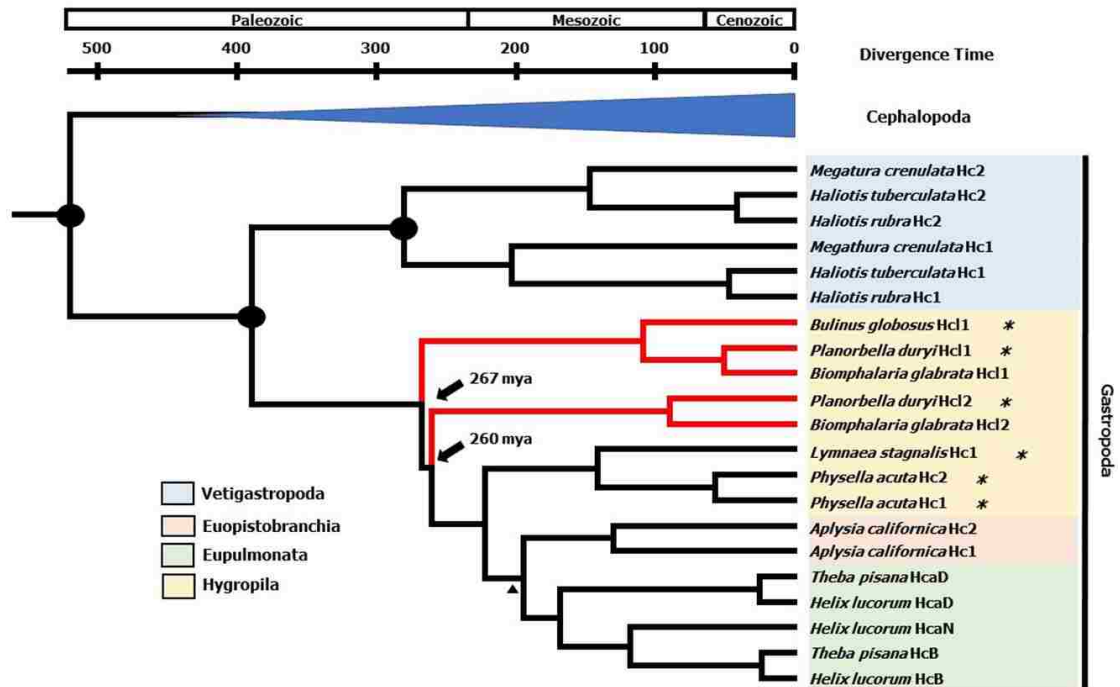 Paleozoic Mesozoic Cenozoic
500 400 300 200 100 0
Divergence Time
Cephalopoda
Megatura crenulata Hc2
Haliotis tuberculata Hc2
Haliotis rubra Hc2
Megathura crenulata Hc1
Haliotis tuberculata Hc1
Haliotis rubra Hc1
Bulinus globosus Hcl1 *
Planorbella duryi Hcl1 *
Biomphalaria glabrata Hcl1
267 mya
Planorbella duryi Hcl2 *
Biomphalaria glabrata Hcl2
260 mya
Lymnaea stagnalis Hc1 *
Physella acuta Hc2 *
Physella acuta Hc1 *
Aplysia californica Hc2
Aplysia californica Hc1
Theba pisana HcaD
Helix lucorum HcaD
Helix lucorum HcaN
Theba pisana HcB
Helix lucorum HcB
Gastropoda
Vetigastropoda
Euopistobranchia
Eupulmonata
Hygropila